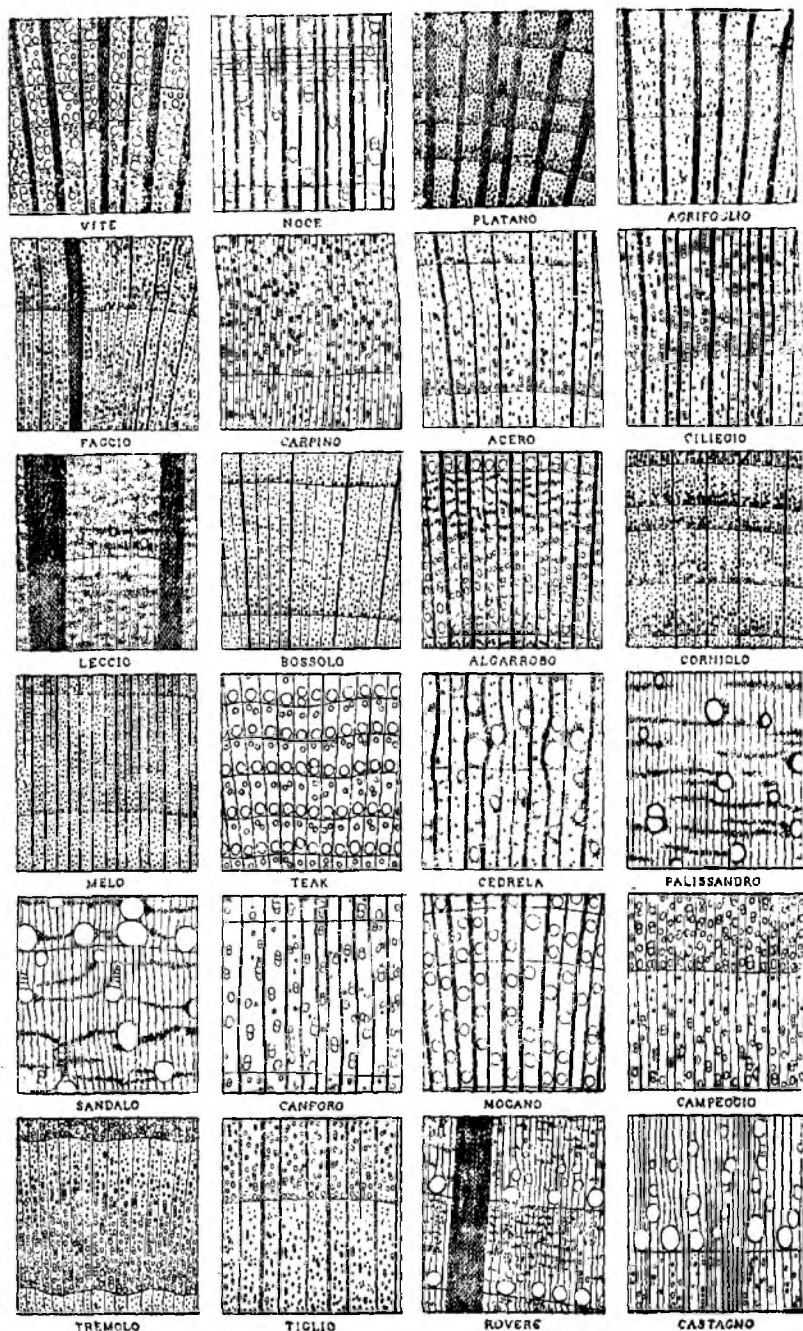 VITE NOCE PLATANO AGRIFOGLIO
FAGGIO CARPINO ACERO CILIEGIO
LECCIO BOSSOLO ALGARROBO CORNIOLO
MELO TEAK CEDRELA PALISSANDRO
SANDALO CANFORO MOGANO CAMPEGGIO
TREMOLO TIGLIO ROVERE CASTAGNO